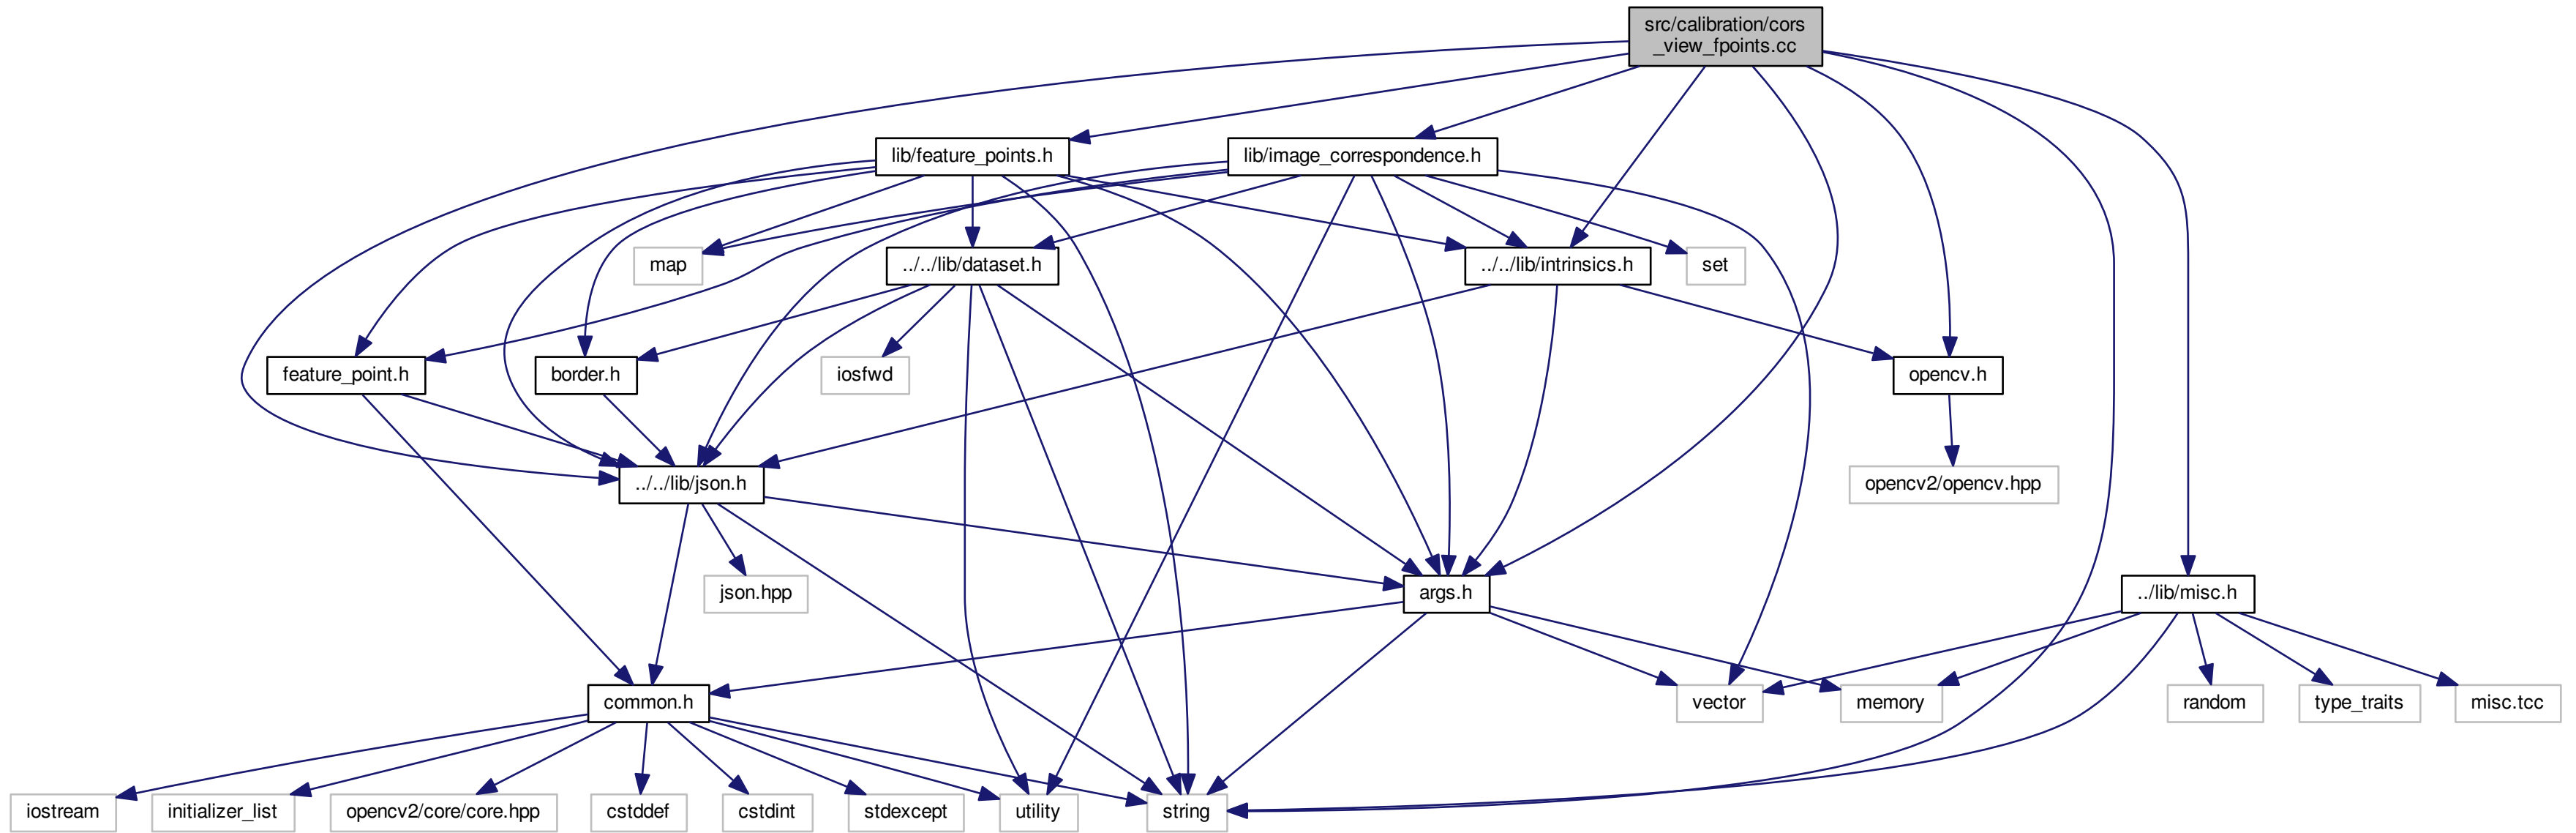 src/calibration/cors
_view_fpoints.cc
lib/feature_points.h
lib/image_correspondence.h
map
../../lib/dataset.h
../../lib/intrinsics.h
set
feature_point.h
border.h
iosfwd
opencv.h
../../lib/json.h
opencv2/opencv.hpp
json.hpp
args.h
../lib/misc.h
common.h
vector
memory
random
type_traits
misc.tcc
iostream
initializer_list
opencv2/core/core.hpp
cstddef
cstdint
stdexcept
utility
string